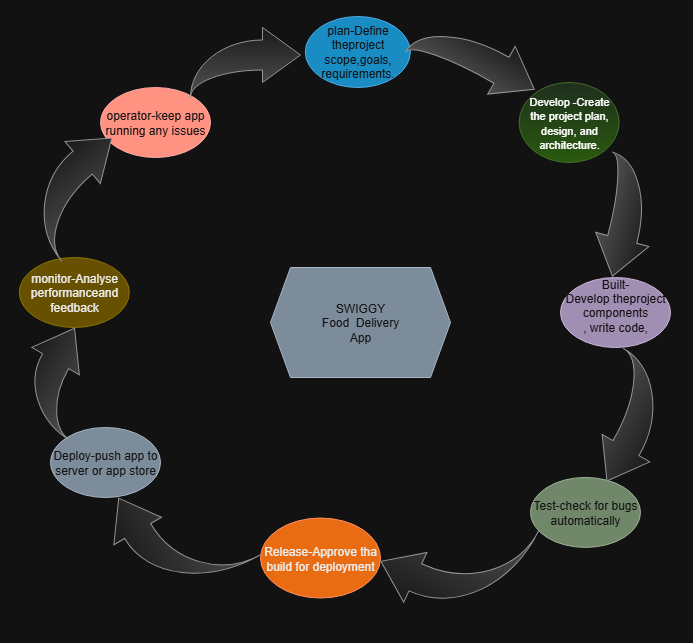 plan-Define
theproject
scope,goals,
requirements.
Develop -Create
the project plan,
design, and
architecture.
Built-
Develop theproject
components
, write code,
Test-check for bugs
automatically
Release-Approve tha
build for deployment
Deploy-push app to
server or app store
monitor-Analyse
performanceand
feedback
operator-keep app
running any issues
SWIGGY
Food Delivery
App